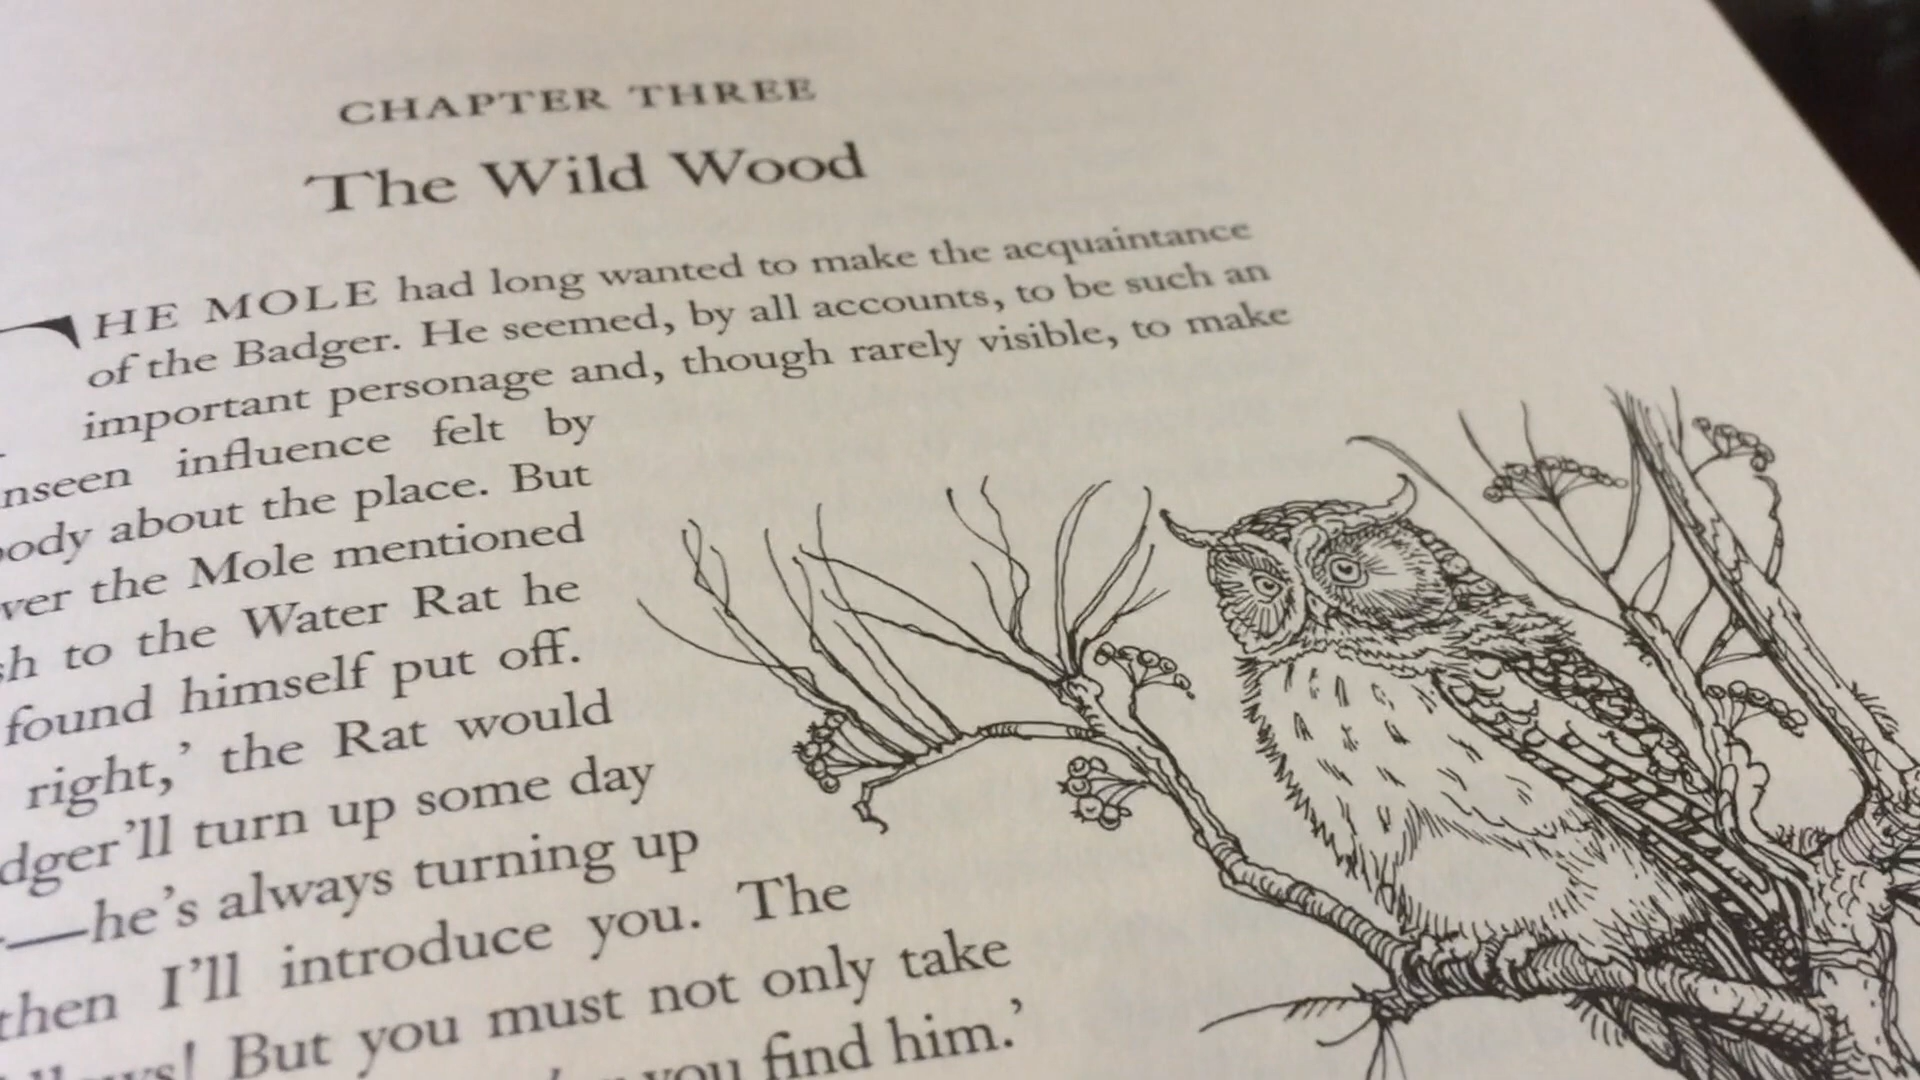 CHAPTER THREE
The Wild Wood
THE MOLE had long wanted to make the acquaintance
of the Badger. He seemed, by all accounts, to be such an
important personage and, though rarely visible, to make
nseen influence felt by
ody about the place. But
ver the Mole mentioned
sh to the Water Rat he
found himself put off.
right,’ the Rat would
dger’ll turn up some day
—he’s always turning up
then I’ll introduce you. The
! But you must not only take
you find him.’